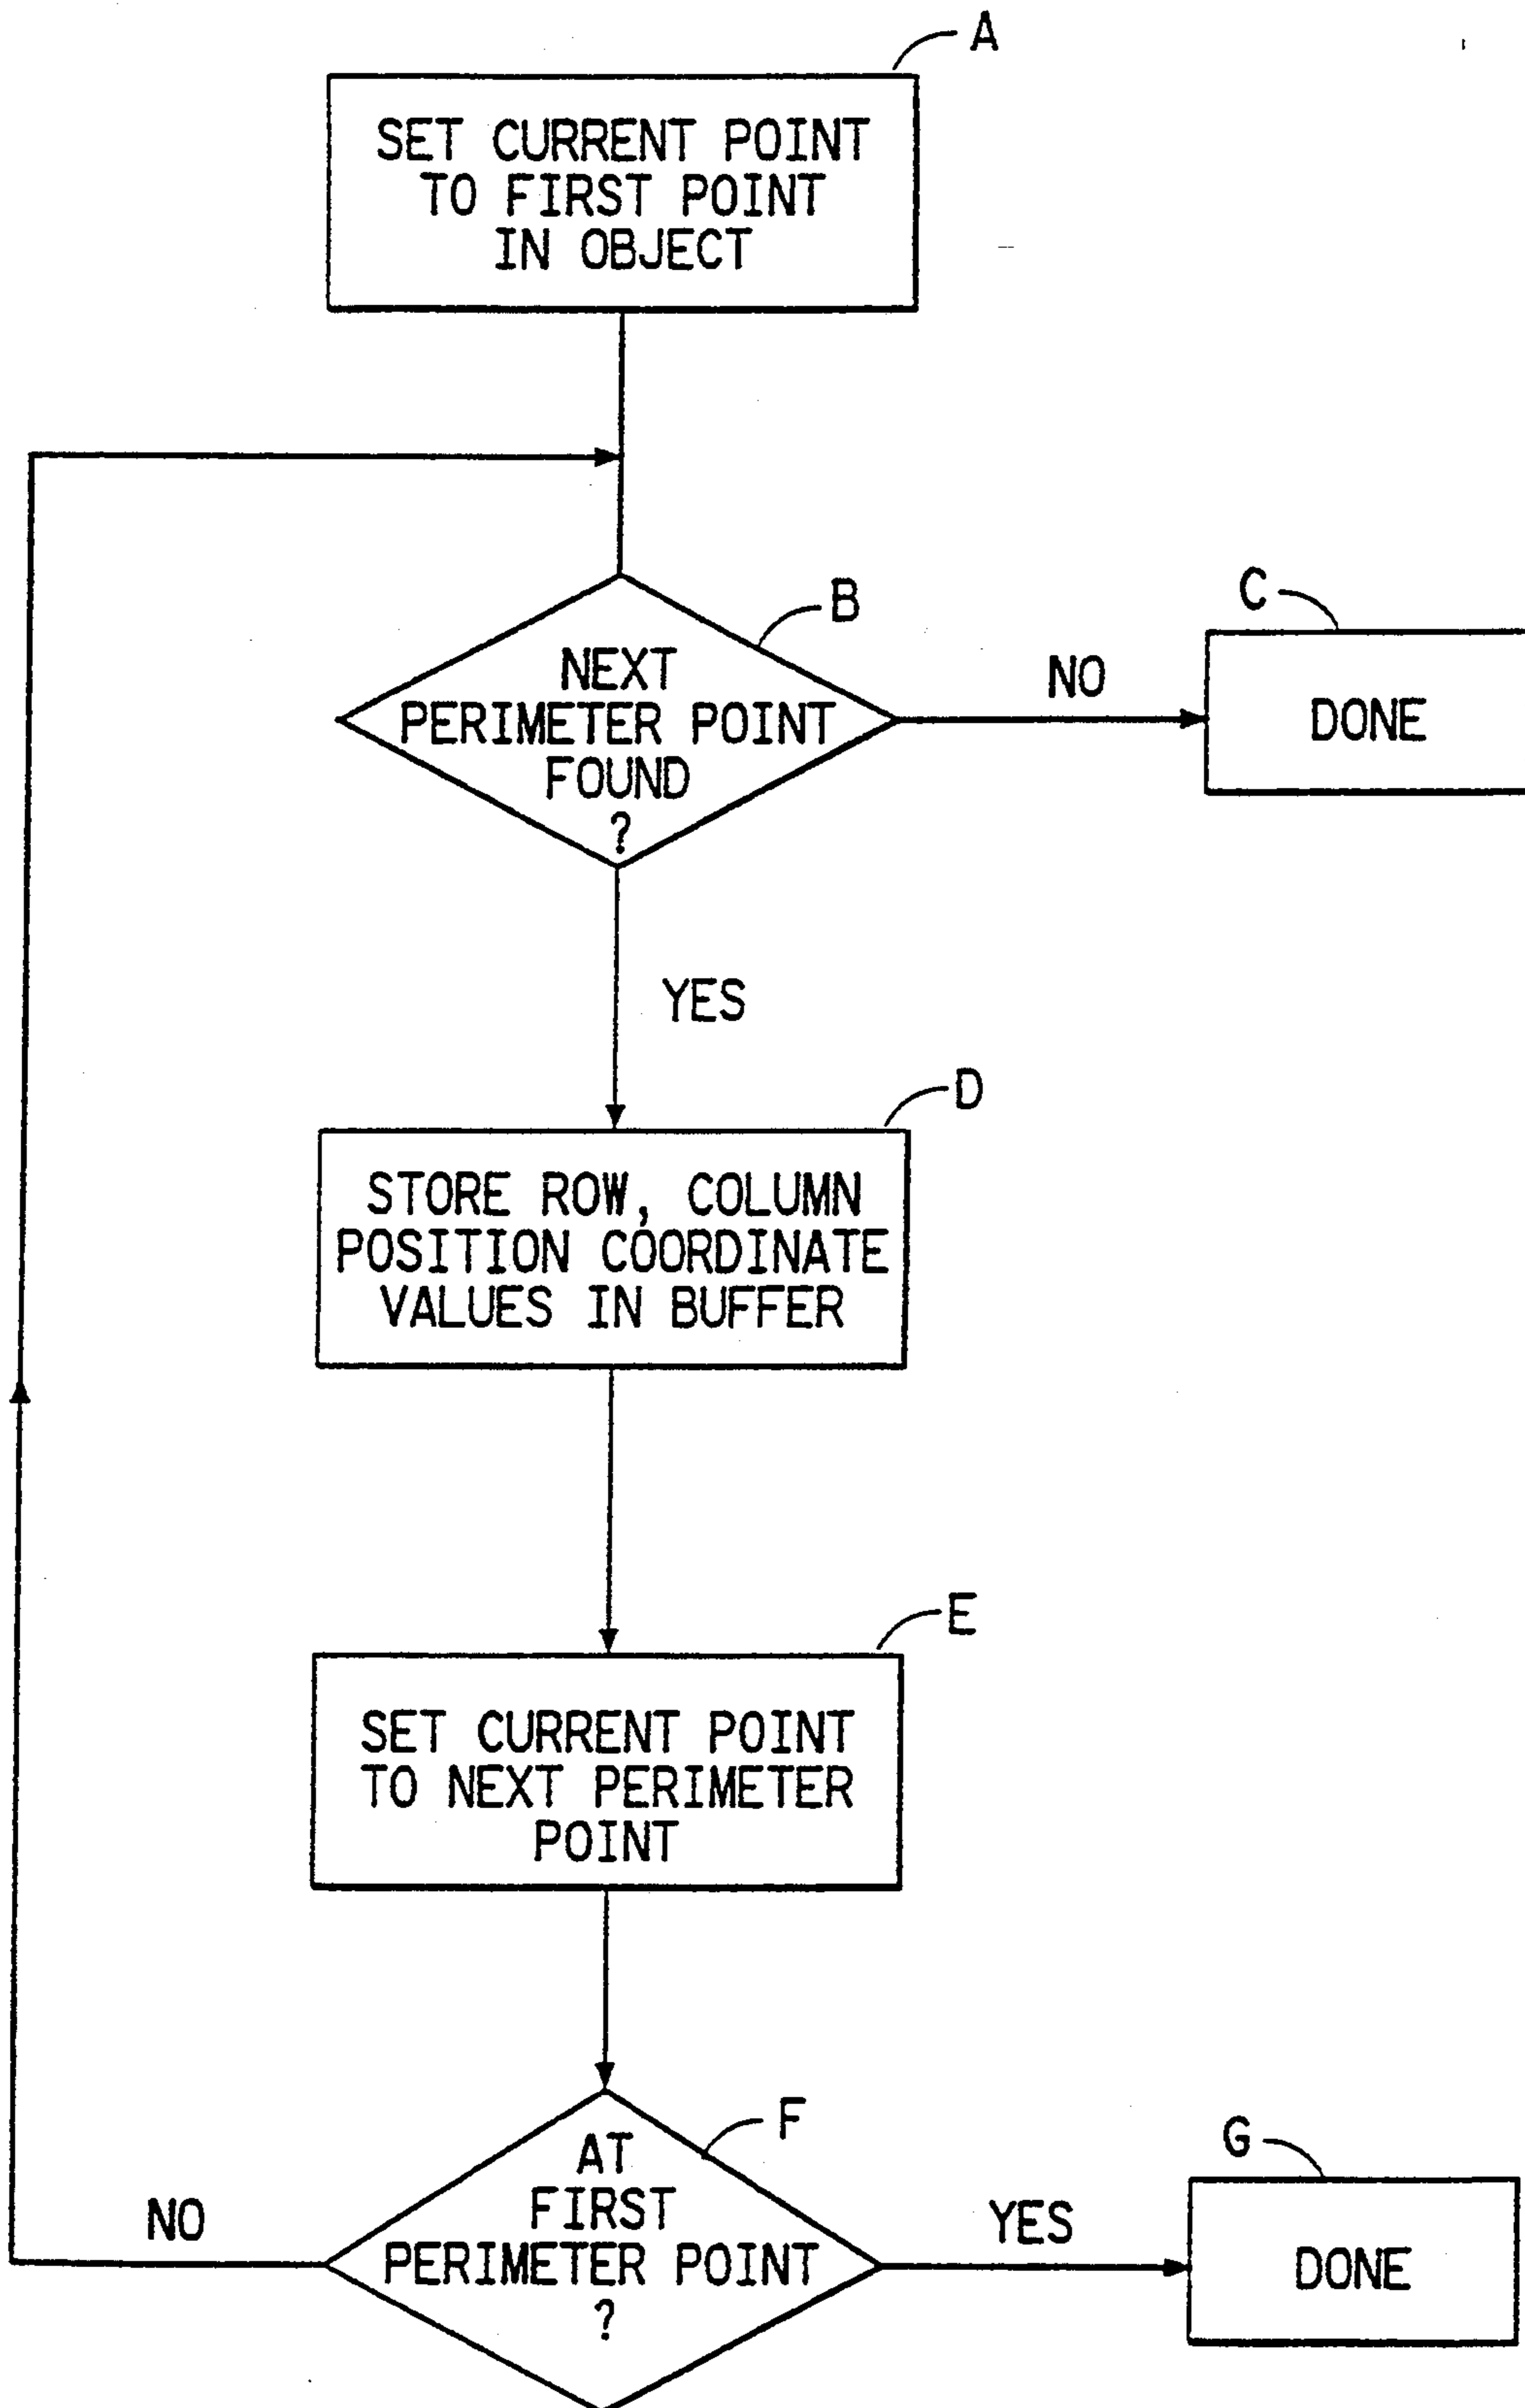 A
SET CURRENT POINT
TO FIRST POINT
IN OBJECT
B
NEXT
PERIMETER POINT
FOUND
?
NO
C
DONE
YES
D
STORE ROW, COLUMN
POSITION COORDINATE
VALUES IN BUFFER
E
SET CURRENT POINT
TO NEXT PERIMETER
POINT
F
AT
FIRST
PERIMETER POINT
?
NO
YES
G
DONE